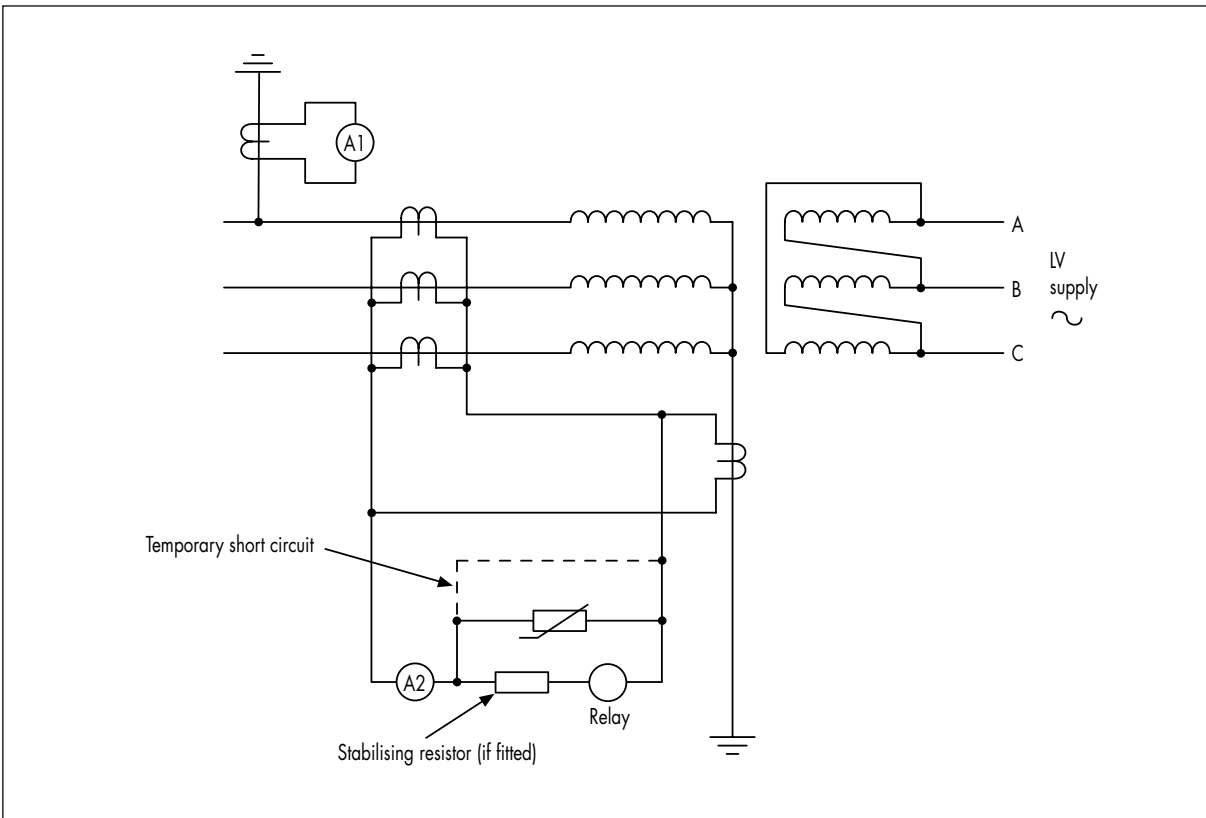 A1
A
LV
supply
B
C
Temporary short circuit
A2
Relay
Stabilising resistor (if fitted)